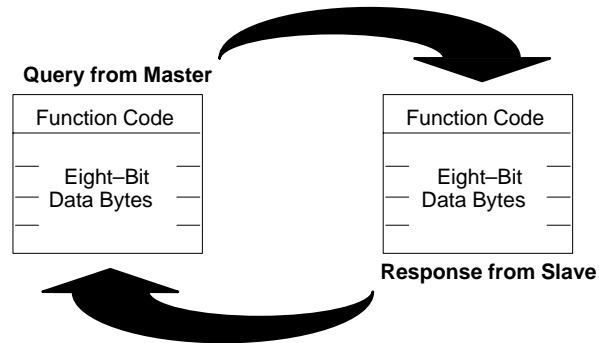 Query from Master
Function Code
Eight–Bit
Data Bytes
Function Code
Eight–Bit
Data Bytes
Response from Slave